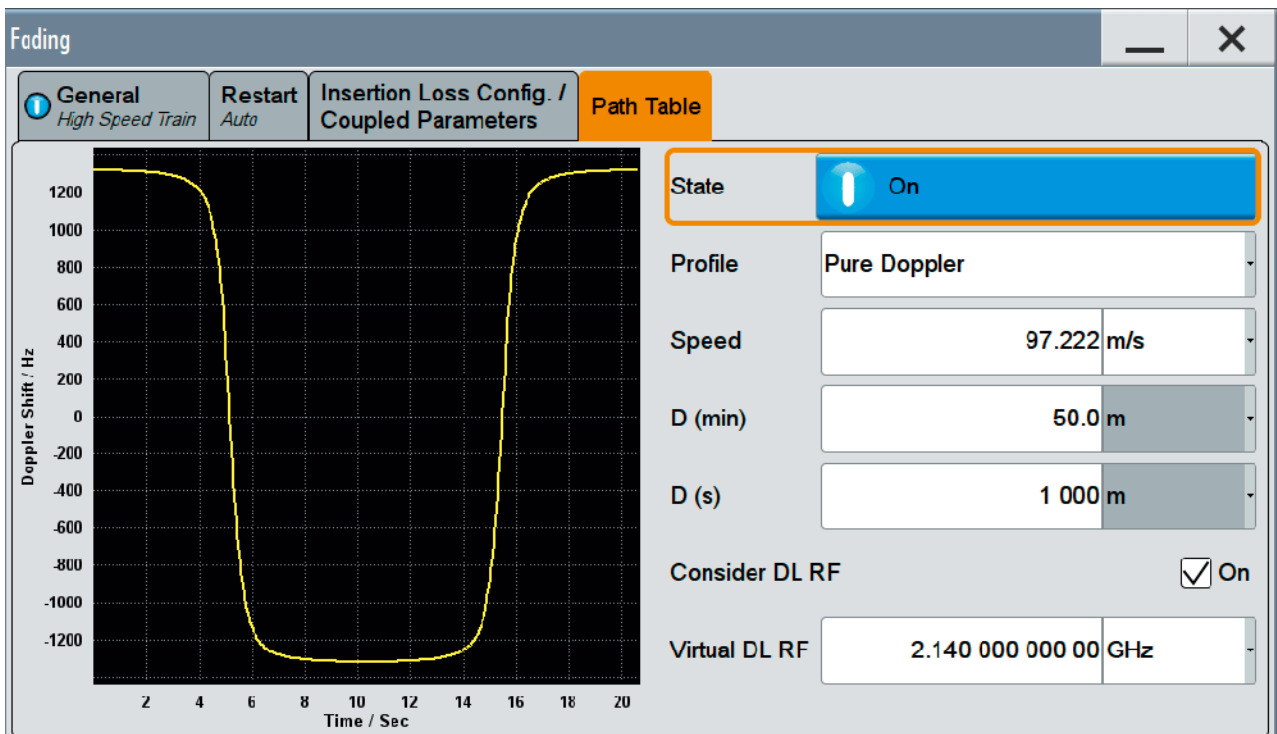 Fading
General
High Speed Train
Restart
Auto
Insertion Loss Config. /
Coupled Parameters
Path Table
1200
1000
800
600
400
200
0
-200
-400
-600
-800
-1000
-1200
Doppler Shift / Hz
2 4 6 8 10 12 14 16 18 20
Time / Sec
State On
Profile Pure Doppler
Speed 97.222 m/s
D (min) 50.0 m
D (s) 1 000 m
Consider DL RF On
Virtual DL RF 2.140 000 000 00 GHz